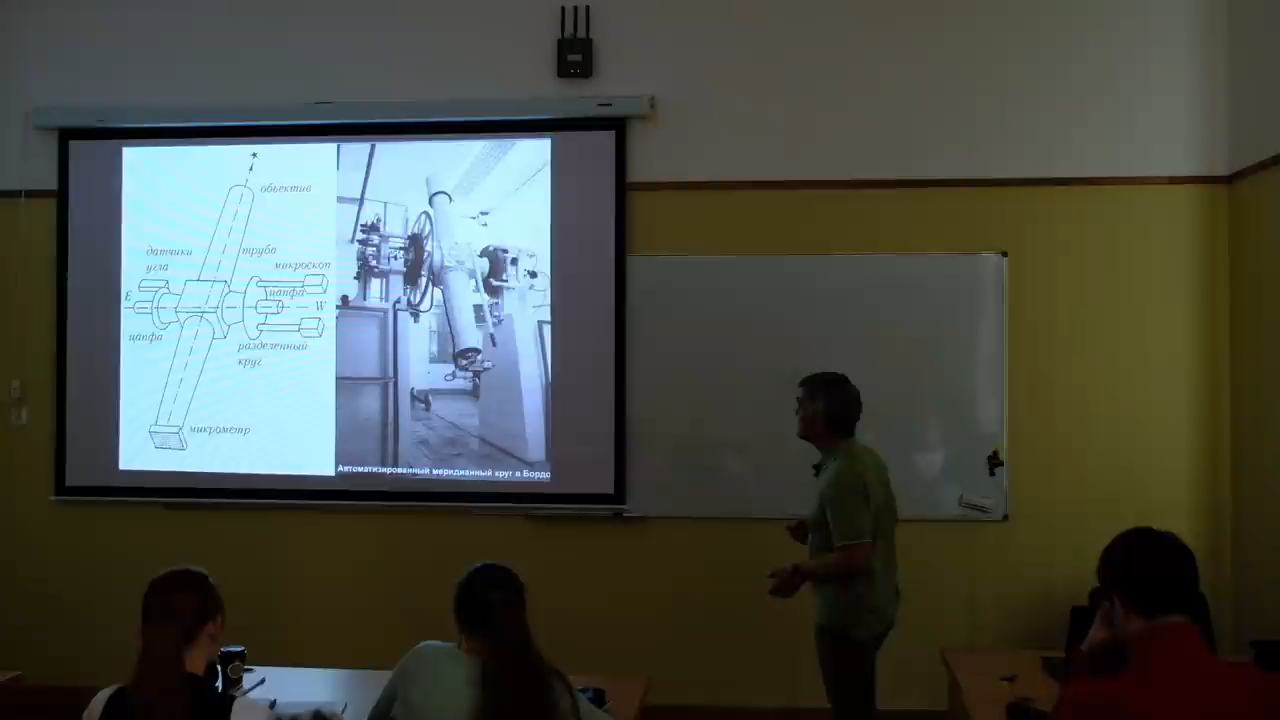 объектив
датчики
угла
труба
микроскоп
цапфа
E
W
цапфа
разделенный
круг
микрометр
Автоматизированный меридианный круг в Бордо